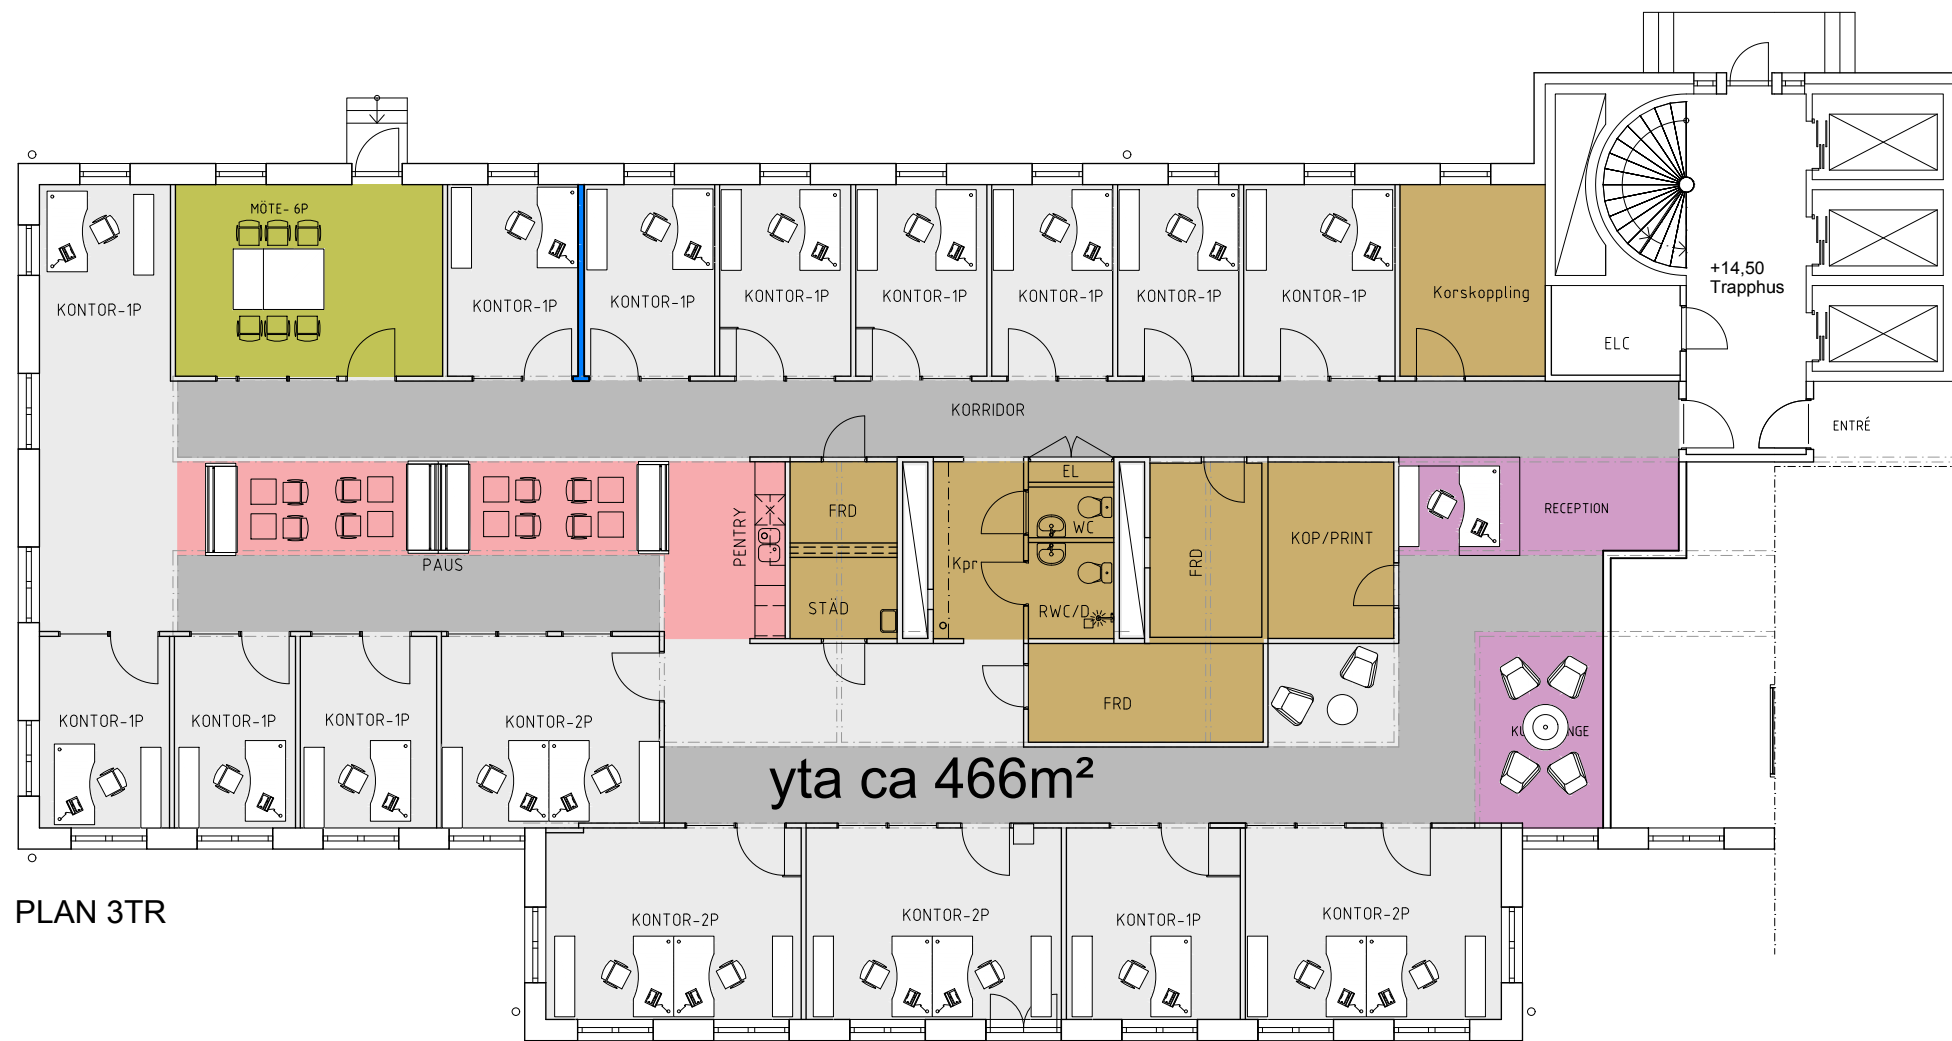 MÖTE- 6P
KONTOR-1P
KONTOR-1P
KONTOR-1P
KONTOR-1P
KONTOR-1P
KONTOR-1P
KONTOR-1P
KONTOR-1P
Korskoppling
+14,50
Trapphus
ELC
KORRIDOR
ENTRÉ
PAUS
PENTRY
FRD
STÄD
Kpr
EL
WC
RWC/D
FRD
KOP/PRINT
RECEPTION
KONTOR-1P
KONTOR-1P
KONTOR-1P
KONTOR-2P
FRD
yta ca 466m²
PLAN 3TR
KONTOR-2P
KONTOR-2P
KONTOR-1P
KONTOR-2P